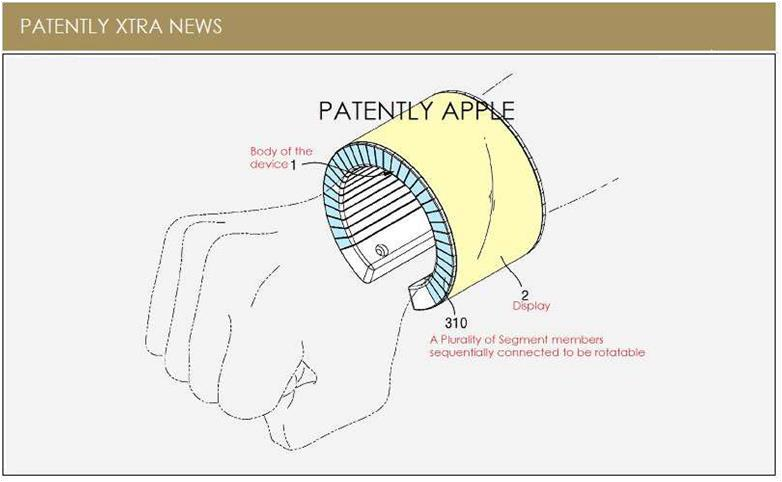 PATENTLY XTRA NEWS
PATENTLY APPLE
Body of the
device 1
2
Display
310
A Plurality of Segment members
sequentially connected to be rotatable